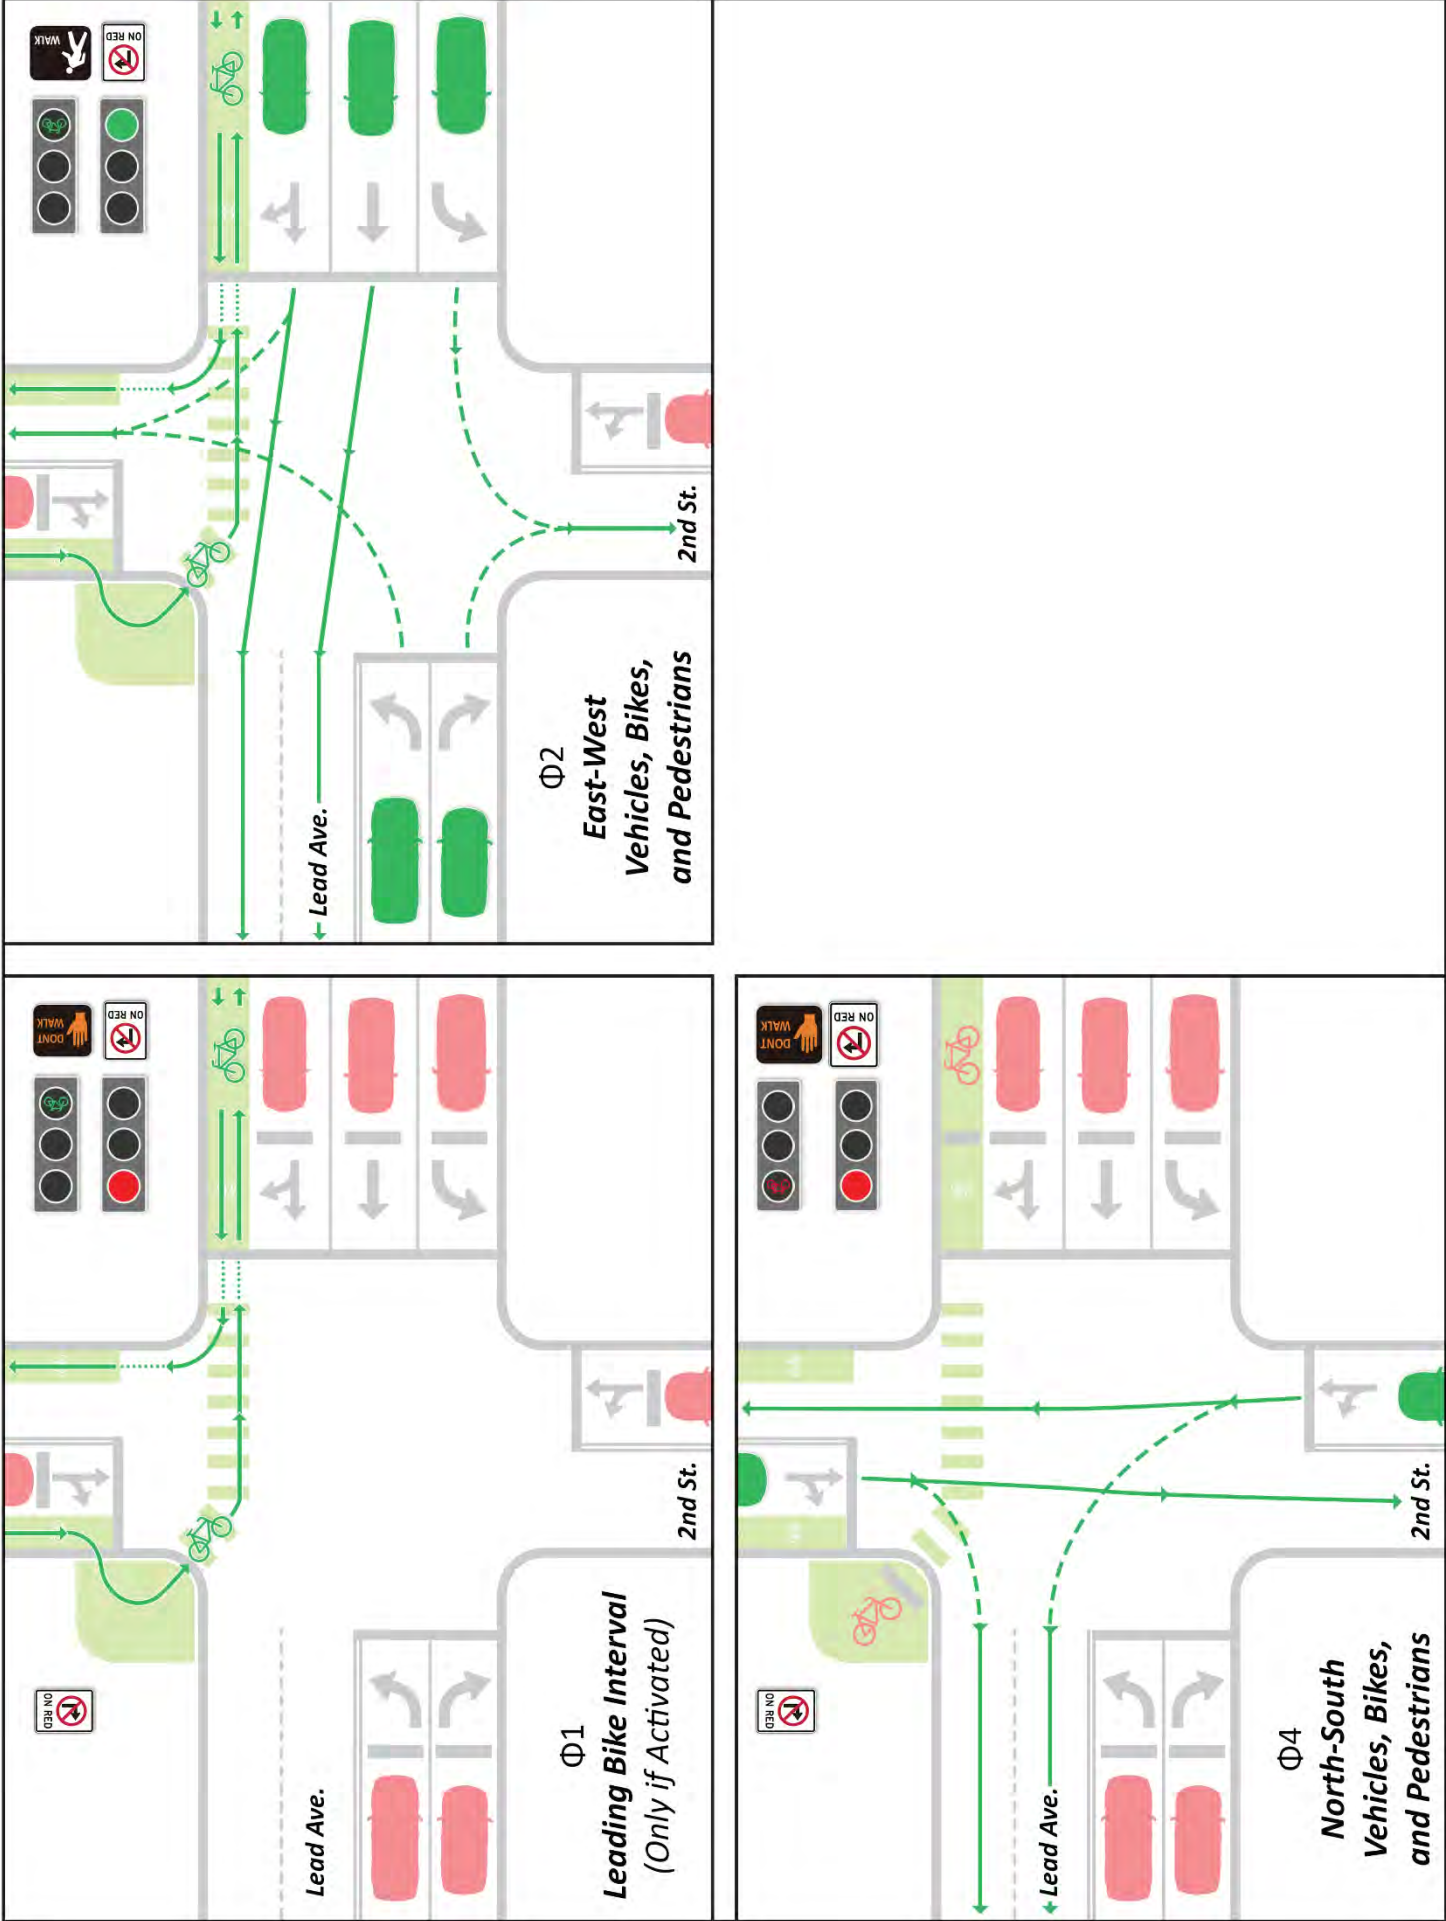 ON RED
DONT
WALK
ON RED
Lead Ave.
2nd St.
Φ1
Leading Bike Interval
(Only if Activated)
WALK
ON RED
Lead Ave.
2nd St.
Φ2
East-West
Vehicles, Bikes,
and Pedestrians
ON RED
DONT
WALK
ON RED
Lead Ave.
2nd St.
Φ4
North-South
Vehicles, Bikes,
and Pedestrians